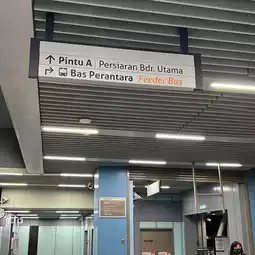 Pintu A | Persiaran Bdr. Utama
Bas Perantara Feeder Bus